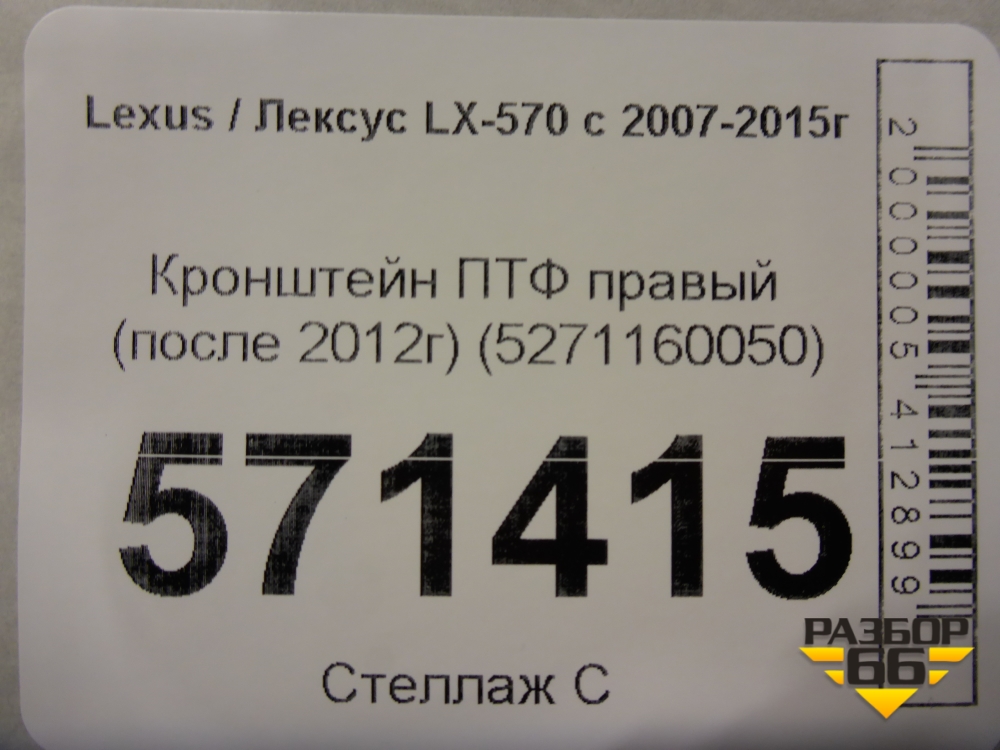 Lexus / Лексус LX-570 с 2007-2015г
Кронштейн ПТФ правый
(после 2012г) (5271160050)
571415
Стеллаж С
2000005412899
РАЗБОР
66